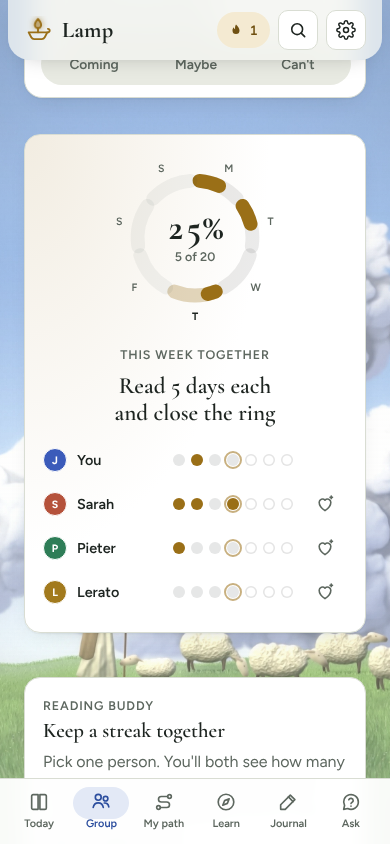 Lamp
1
Coming Maybe Can't
S M
S T
25%
5 of 20
F W
T
THIS WEEK TOGETHER
Read 5 days each
and close the ring
J You
S Sarah
P Pieter
L Lerato
READING BUDDY
Keep a streak together
Pick one person. You'll both see how many
Today Group My path Learn Journal Ask